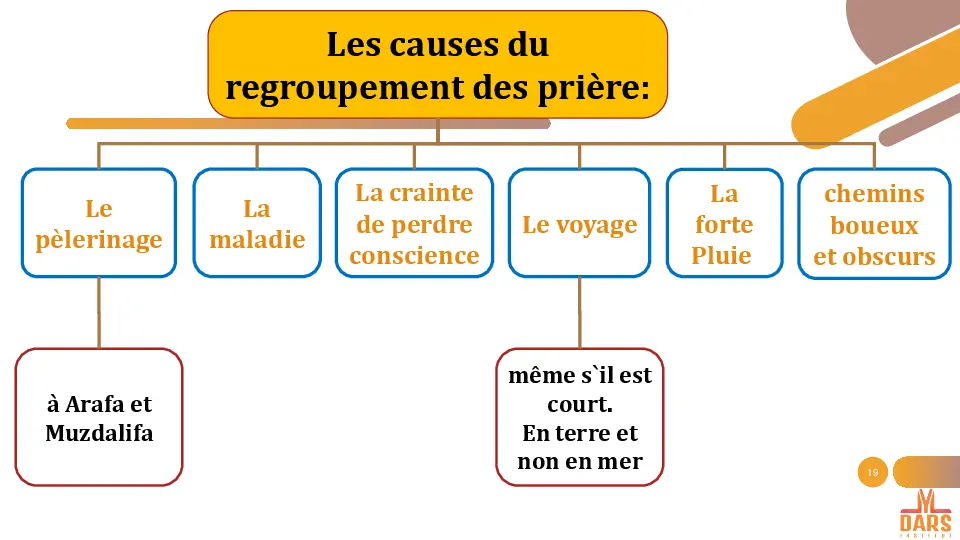 Les causes du
regroupement des prière:
Le
pèlerinage
La
maladie
La crainte
de perdre
conscience
Le voyage
La
forte
Pluie
chemins
boueux
et obscurs
à Arafa et
Muzdalifa
même s`il est
court.
En terre et
non en mer
19
DARS
INSTITUT